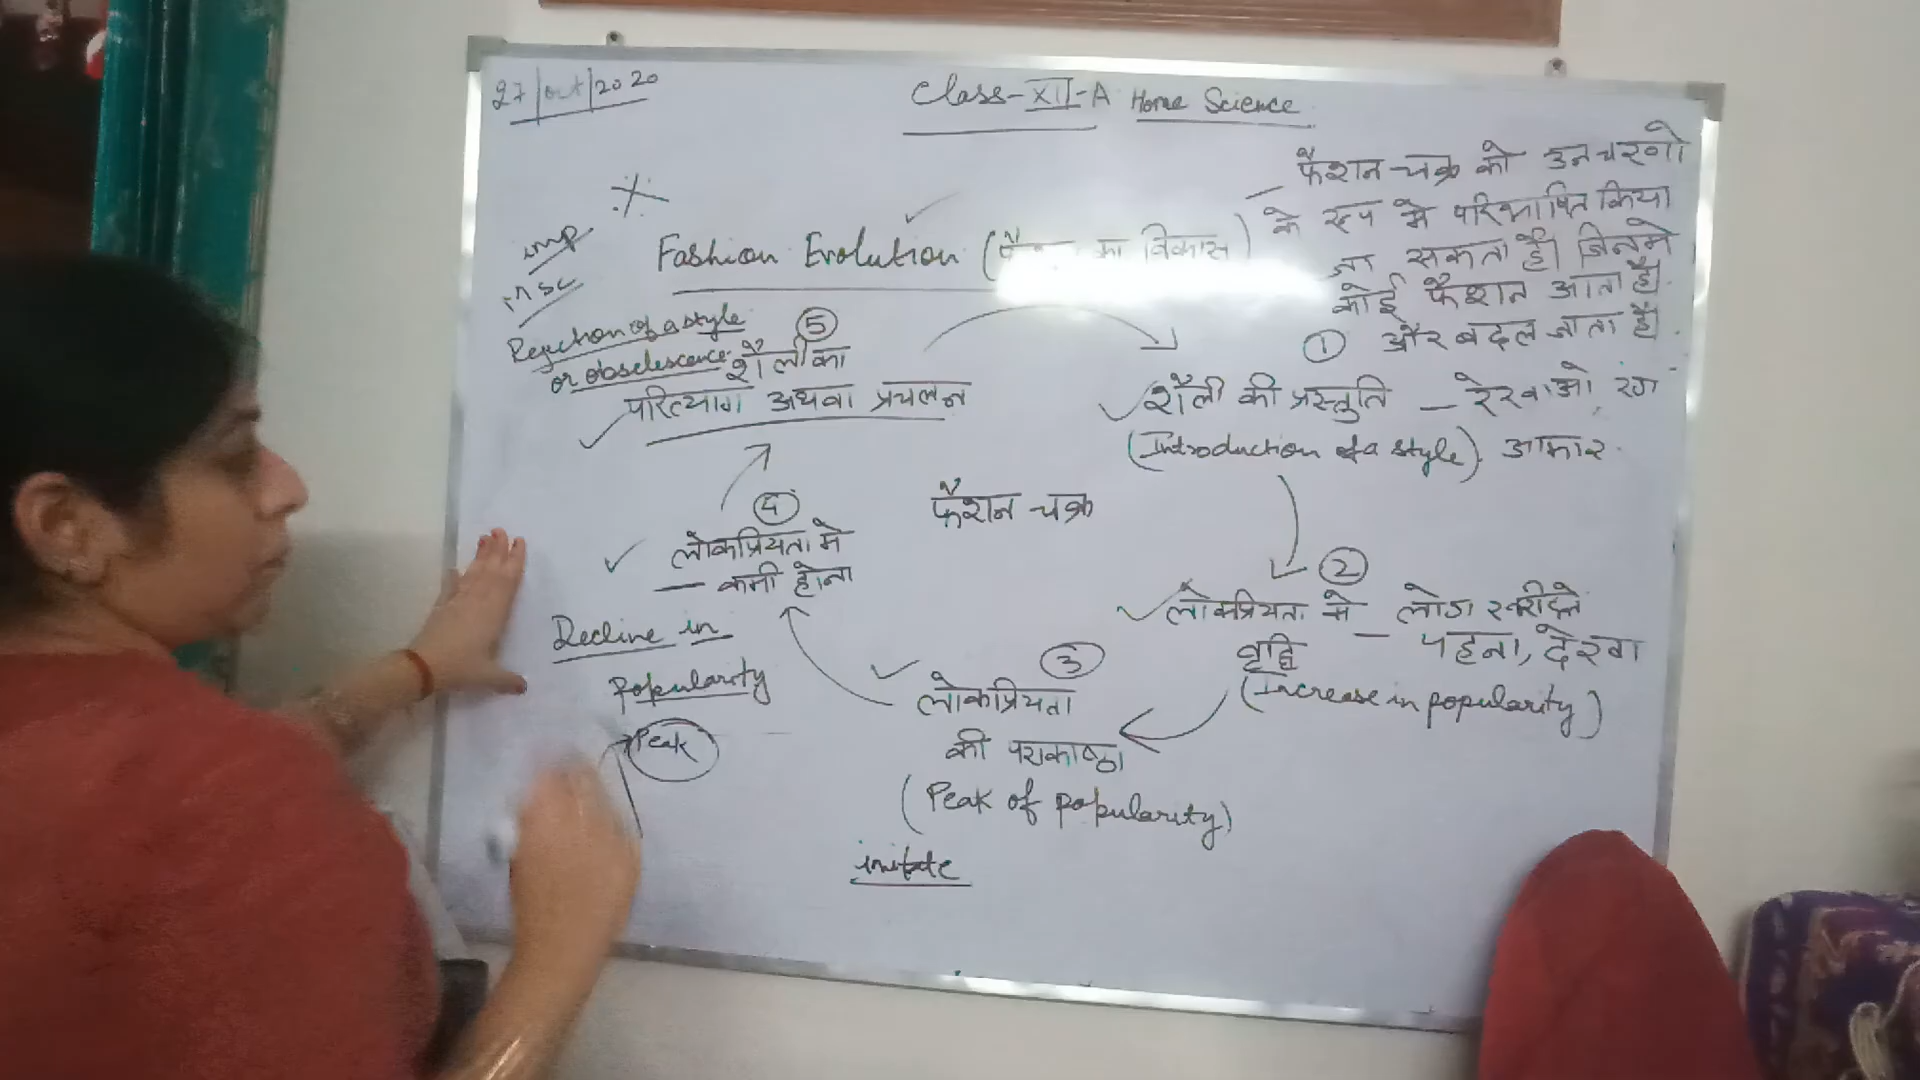 27/oct/2020
Class-XII-A Home Science
फैशन चक्र को उन चरणो
के रूप मे परिभाषित किया
जा सकता है। जिनमे
कोई फैशन आता है।
और बदल जाता है।
imp
Fashion Evolution ( का विकास)
Rejection of a style
or obselescence
⑤
शैली का
परित्याग अथवा प्रचलन
①
शैली की प्रस्तुति – रेखाओ, रंग
(Introduction of a style) आकार
फैशन चक्र
②
लोकप्रियता मे – लोग खरीदते
वृद्धि – पहना, देखा
(Increase in popularity)
③
लोकप्रियता
की पराकाष्ठा
(Peak of popularity)
imitate
④
लोकप्रियता मे
– कमी होना
Decline in
Popularity
Peak